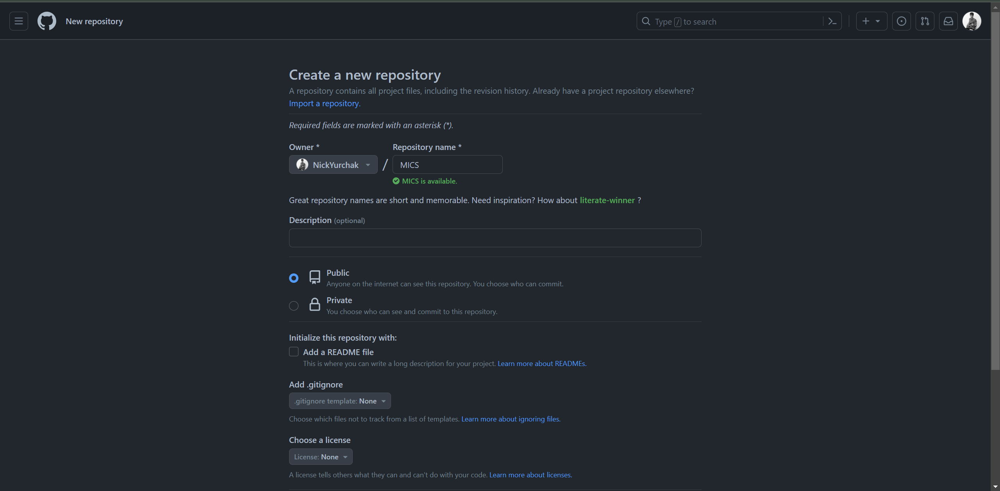 New repository
Type / to search
Create a new repository
A repository contains all project files, including the revision history. Already have a project repository elsewhere?
Import a repository.
Required fields are marked with an asterisk (*).
Owner *
Repository name *
NickYurchak
/
MICS
MICS is available.
Great repository names are short and memorable. Need inspiration? How about literate-winner ?
Description (optional)
Public
Anyone on the internet can see this repository. You choose who can commit.
Private
You choose who can see and commit to this repository.
Initialize this repository with:
Add a README file
This is where you can write a long description for your project. Learn more about READMEs.
Add .gitignore
.gitignore template: None
Choose which files not to track from a list of templates. Learn more about ignoring files.
Choose a license
License: None
A license tells others what they can and can't do with your code. Learn more about licenses.